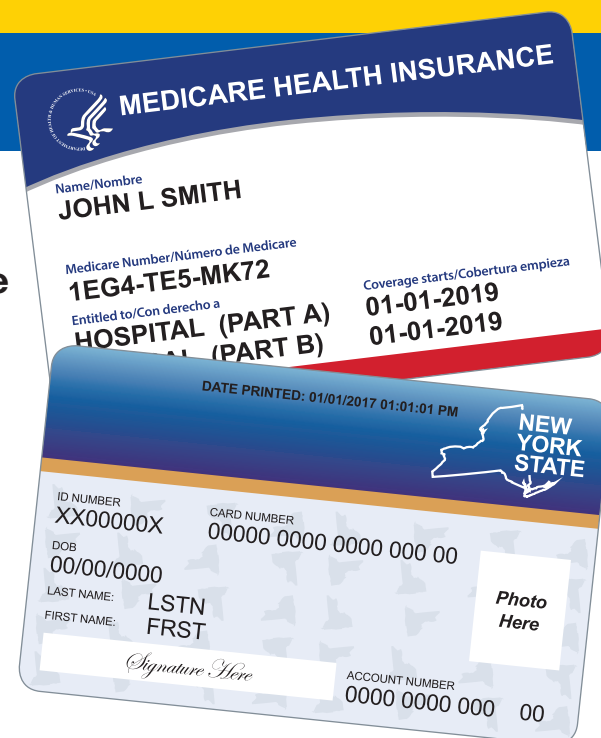 MEDICARE HEALTH INSURANCE
Name/Nombre
JOHN L SMITH
Medicare Number/Número de Medicare
1EG4-TE5-MK72
Entitled to/Con derecho a
HOSPITAL (PART A)
(PART B)
Coverage starts/Cobertura empieza
01-01-2019
01-01-2019
DATE PRINTED: 01/01/2017 01:01:01 PM
NEW
YORK
STATE
ID NUMBER
XX00000X
CARD NUMBER
00000 0000 0000 000 00
DOB
00/00/0000
LAST NAME: LSTN
FIRST NAME: FRST
Photo
Here
Signature Here
ACCOUNT NUMBER
0000 0000 000 00